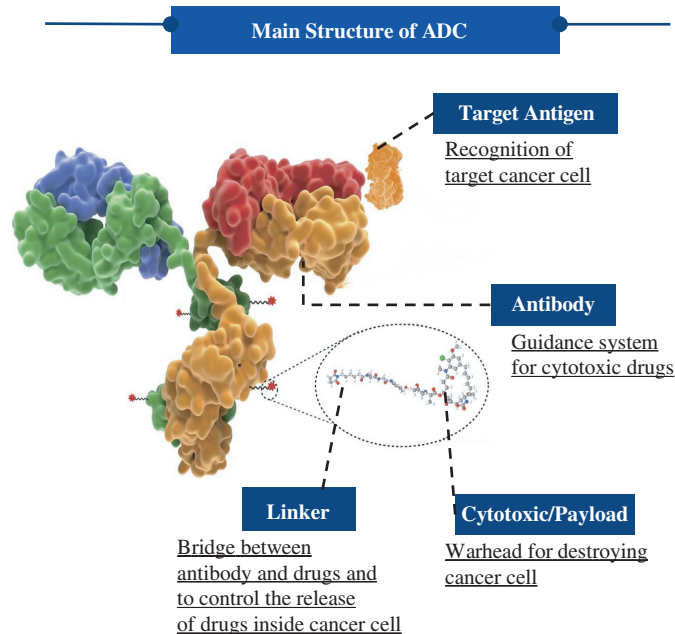 Main Structure of ADC
Target Antigen
Recognition of
target cancer cell
Antibody
Guidance system
for cytotoxic drugs
Linker
Bridge between
antibody and drugs and
to control the release
of drugs inside cancer cell
Cytotoxic/Payload
Warhead for destroying
cancer cell